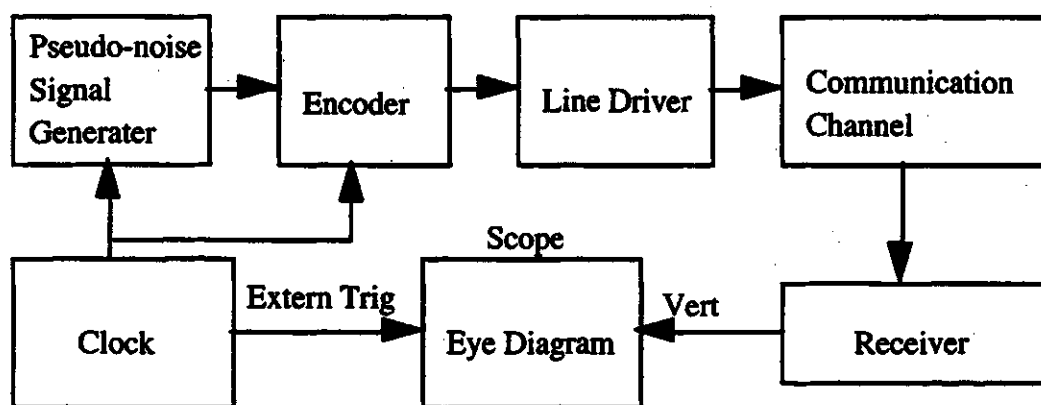 Pseudo-noise
Signal
Generater
Encoder
Line Driver
Communication
Channel
Scope
Extern Trig
Vert
Clock
Eye Diagram
Receiver